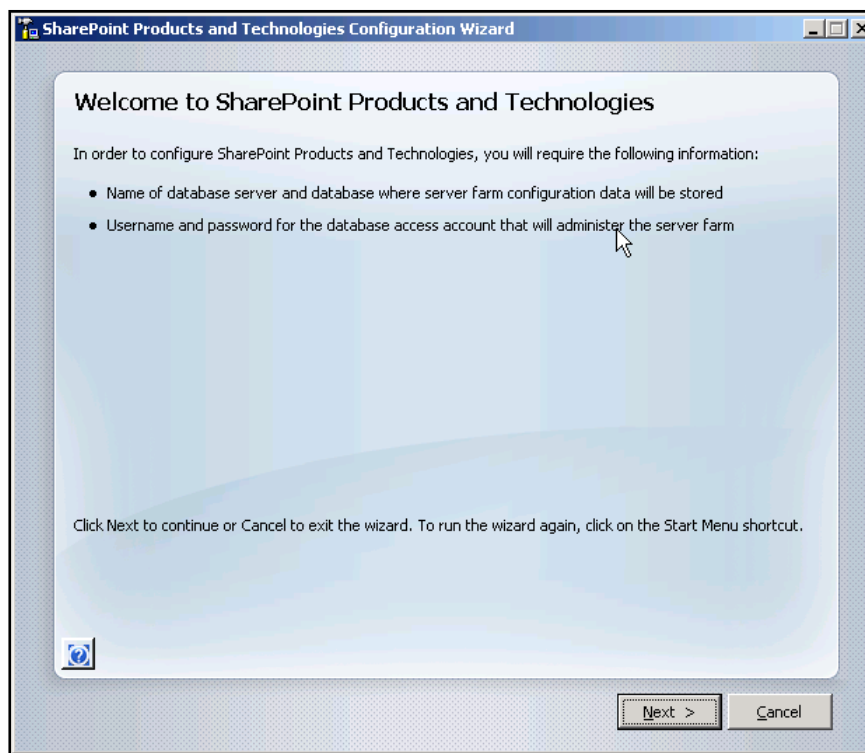 SharePoint Products and Technologies Configuration Wizard
Welcome to SharePoint Products and Technologies
In order to configure SharePoint Products and Technologies, you will require the following information:
• Name of database server and database where server farm configuration data will be stored
• Username and password for the database access account that will administer the server farm
Click Next to continue or Cancel to exit the wizard. To run the wizard again, click on the Start Menu shortcut.
?
Next >
Cancel